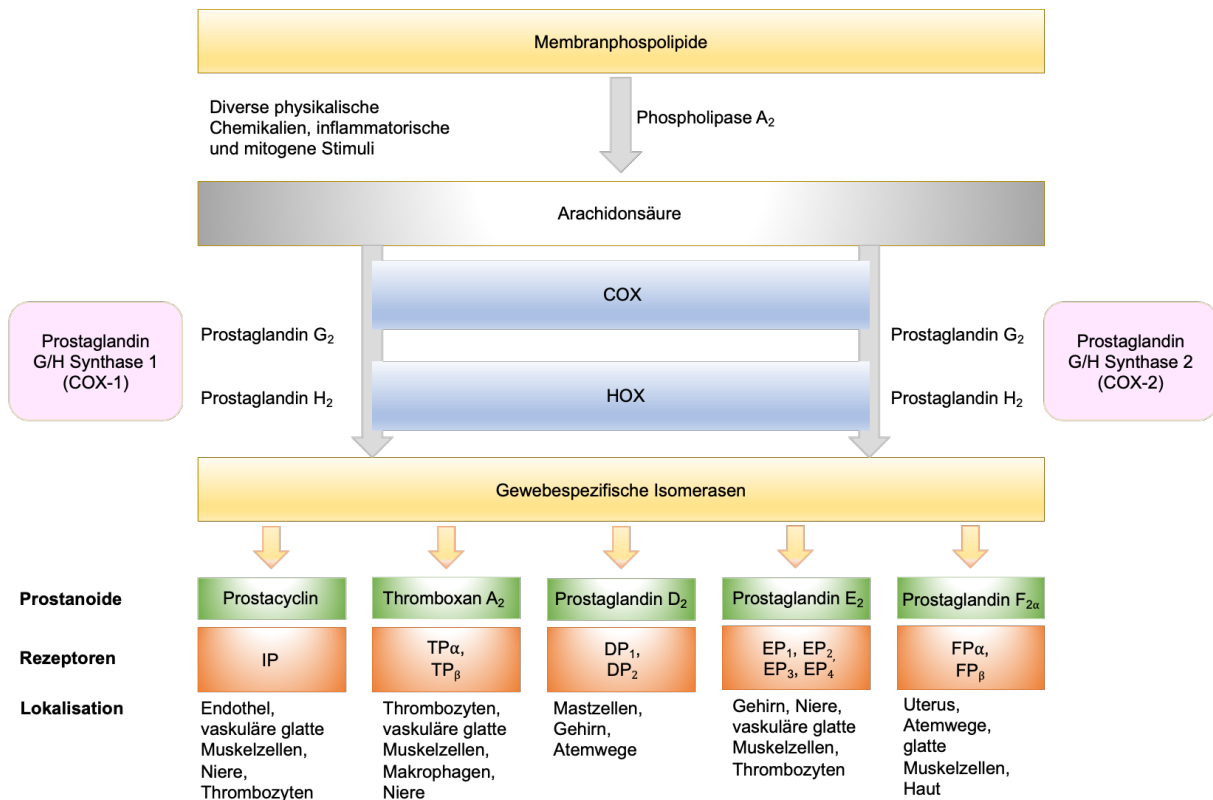 Membranphospolipide
Diverse physikalische
Chemikalien, inflammatorische
und mitogene Stimuli
Phospholipase A₂
Arachidonsäure
COX
Prostaglandin
G/H Synthase 1
(COX-1)
Prostaglandin G₂
Prostaglandin G₂
Prostaglandin
G/H Synthase 2
(COX-2)
Prostaglandin H₂
HOX
Prostaglandin H₂
Gewebespezifische Isomerasen
Prostanoide
Prostacyclin
Thromboxan A₂
Prostaglandin D₂
Prostaglandin E₂
Prostaglandin F₂α
Rezeptoren
IP
TPα,
TPβ
DP₁,
DP₂
EP₁, EP₂,
EP₃, EP₄
FPα,
FPβ
Lokalisation
Endothel,
vaskuläre glatte
Muskelzellen,
Niere,
Thrombozyten
Thrombozyten,
vaskuläre glatte
Muskelzellen,
Makrophagen,
Niere
Mastzellen,
Gehirn,
Atemwege
Gehirn, Niere,
vaskuläre glatte
Muskelzellen,
Thrombozyten
Uterus,
Atemwege,
glatte
Muskelzellen,
Haut